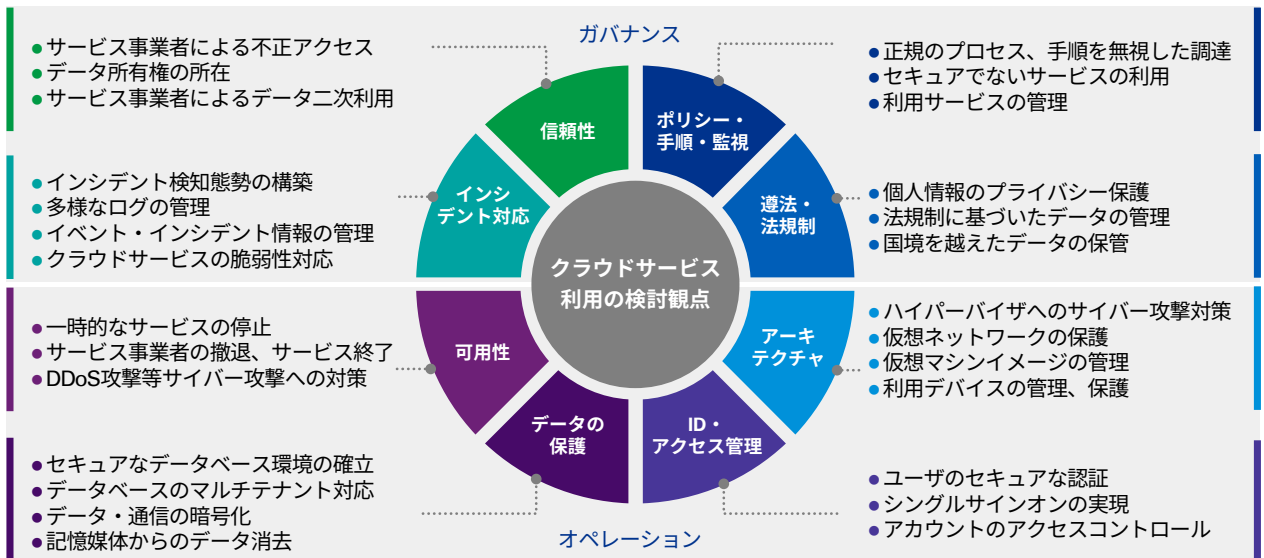 ガバナンス
サービス事業者による不正アクセス
データ所有権の所在
サービス事業者によるデータ二次利用
信頼性
ポリシー・
手順・監視
正規のプロセス、手順を無視した調達
セキュアでないサービスの利用
利用サービスの管理
インシデント検知態勢の構築
多様なログの管理
イベント・インシデント情報の管理
クラウドサービスの脆弱性対応
インシ
デント対応
遵法・
法規制
個人情報のプライバシー保護
法規制に基づいたデータの管理
国境を越えたデータの保管
クラウドサービス
利用の検討観点
一時的なサービスの停止
サービス事業者の撤退、サービス終了
DDoS攻撃等サイバー攻撃への対策
可用性
アーキ
テクチャ
ハイパーバイザへのサイバー攻撃対策
仮想ネットワークの保護
仮想マシンイメージの管理
利用デバイスの管理、保護
セキュアなデータベース環境の確立
データベースのマルチテナント対応
データ・通信の暗号化
記憶媒体からのデータ消去
データの
保護
ID・
アクセス管理
ユーザのセキュアな認証
シングルサインオンの実現
アカウントのアクセスコントロール
オペレーション